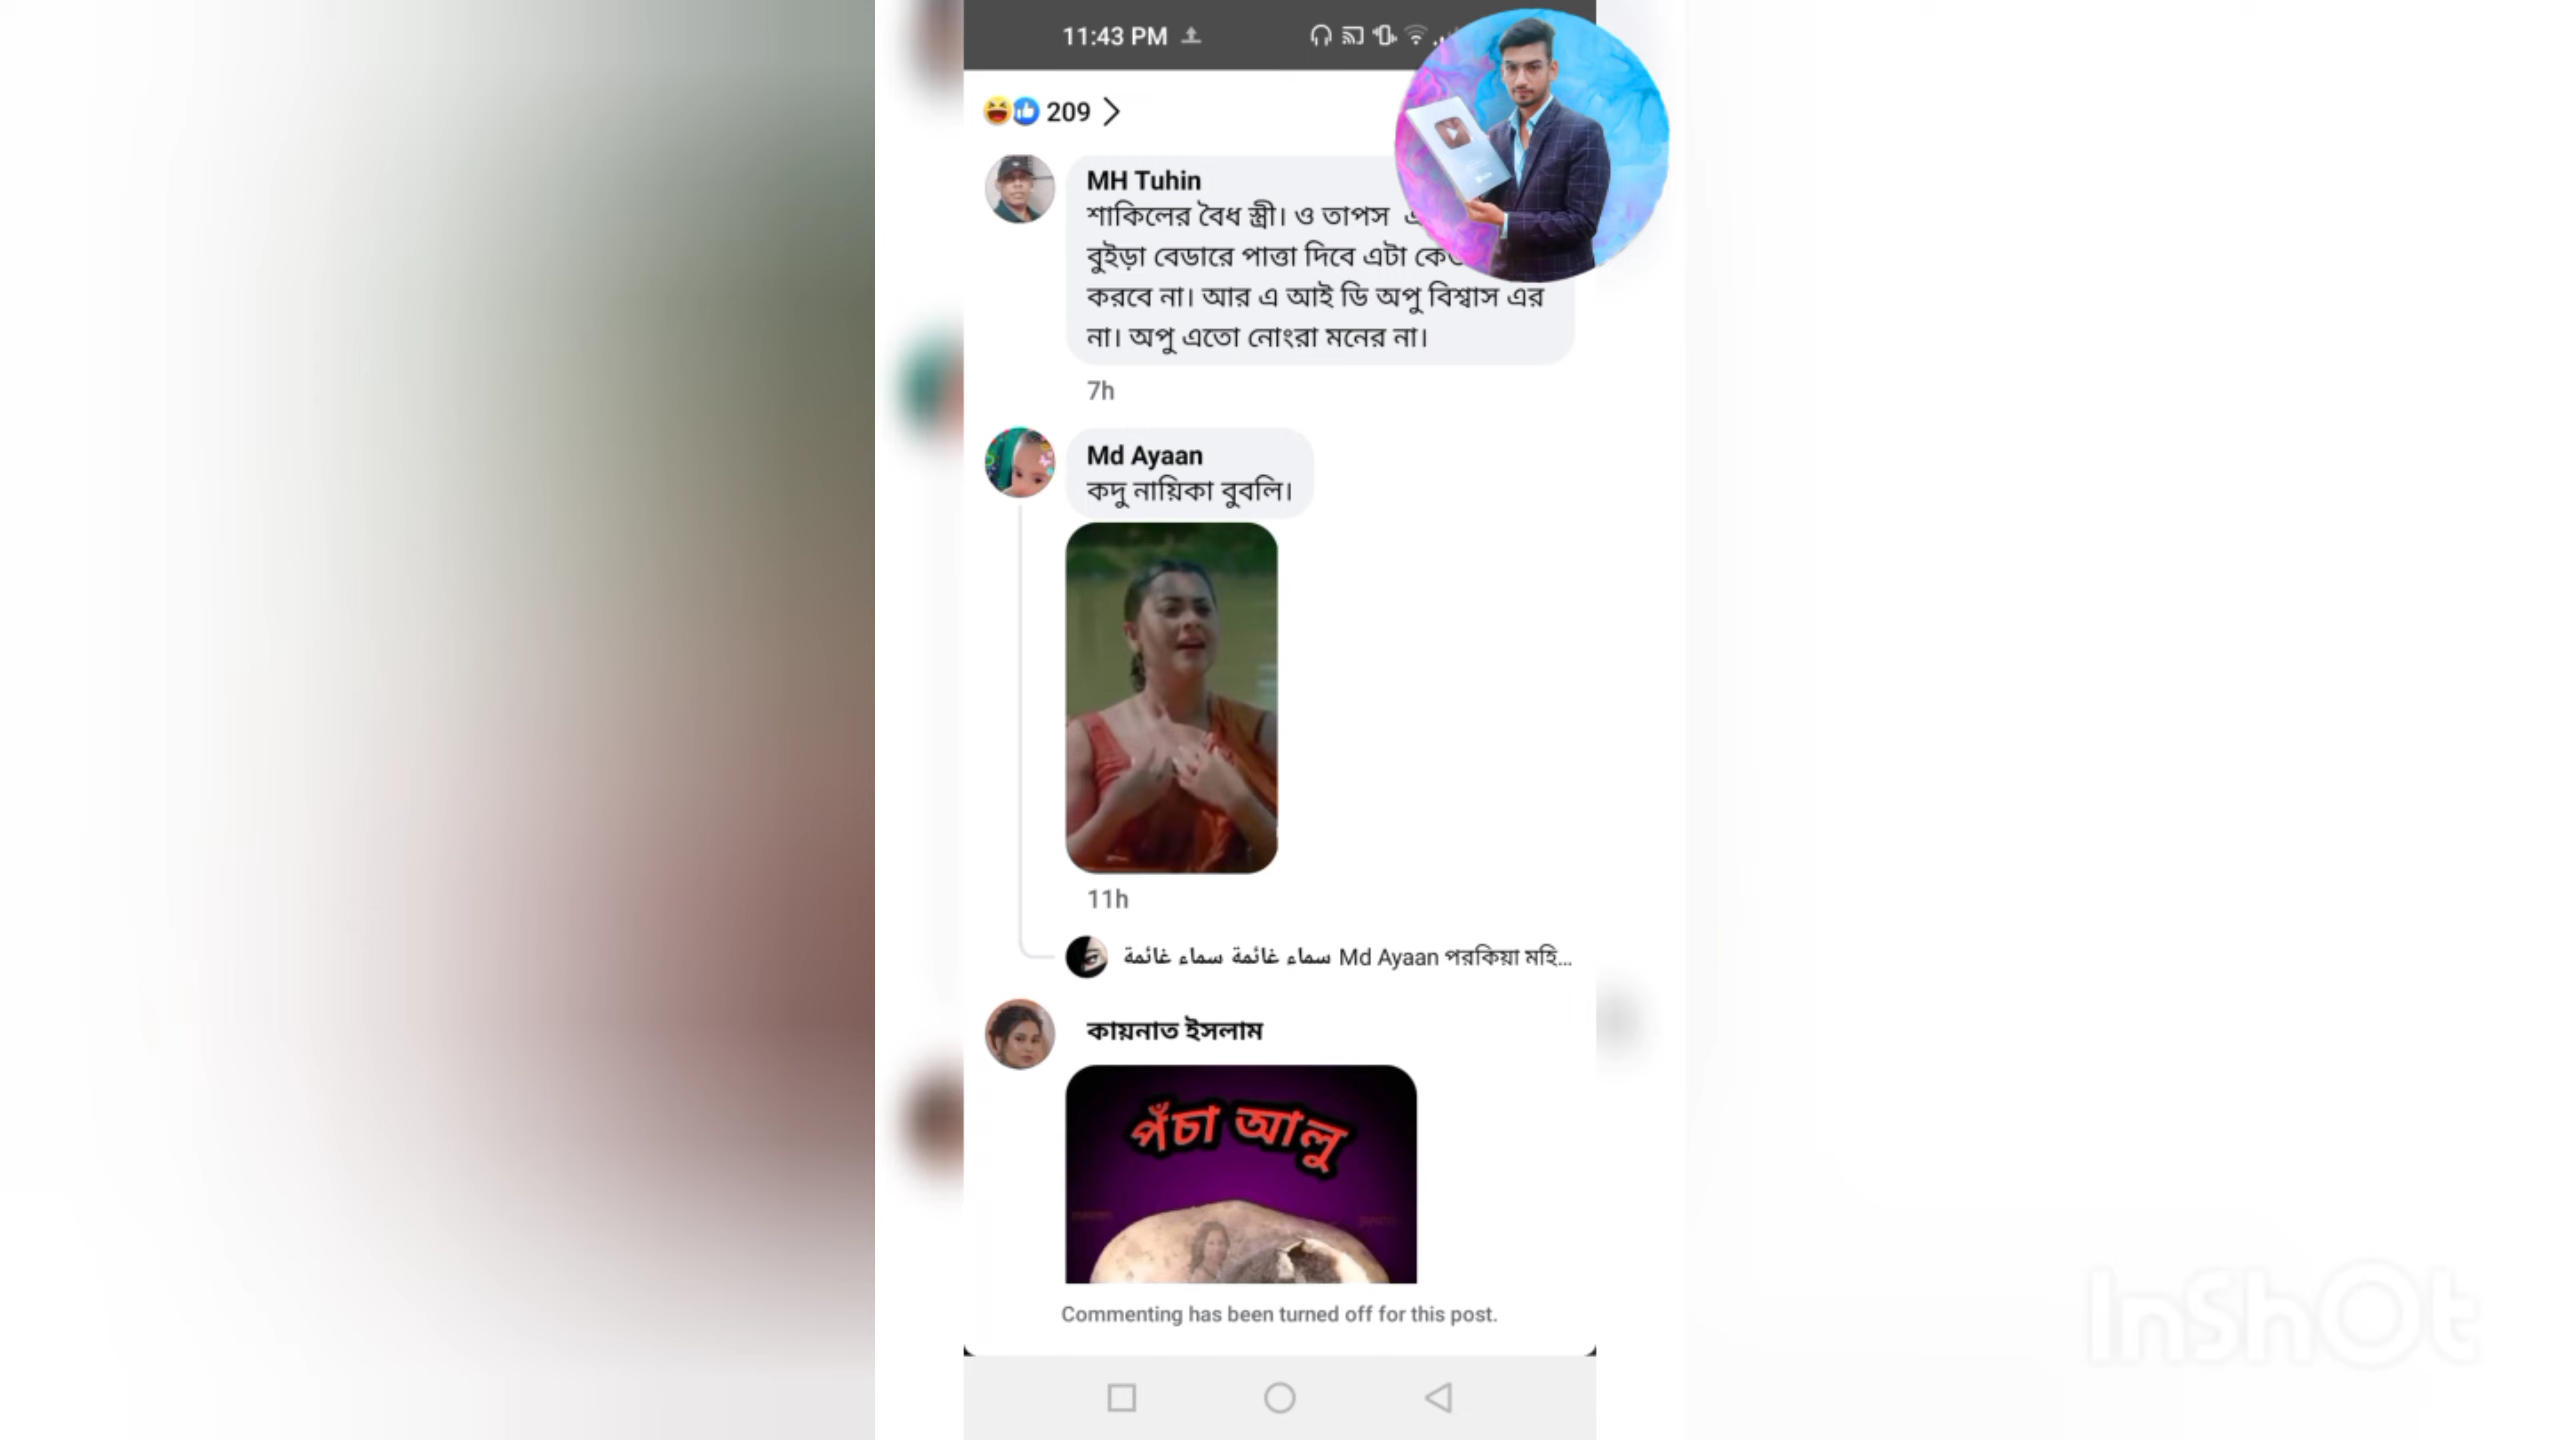 11:43 PM
209
MH Tuhin
শাকিলের বৈধ স্ত্রী। ও তাপস
বুইড়া বেডারে পাত্তা দিবে এটা
করবে না। আর এ আই ডি অপু বিশ্বাস এর
না। অপু এতো নোংরা মনের না।
7h
Md Ayaan
কদু নায়িকা বুবলি।
11h
سماء غائمة سماء غائمة Md Ayaan পরকিয়া মহি...
কায়নাত ইসলাম
পঁচা আলু
Commenting has been turned off for this post.
InShOt